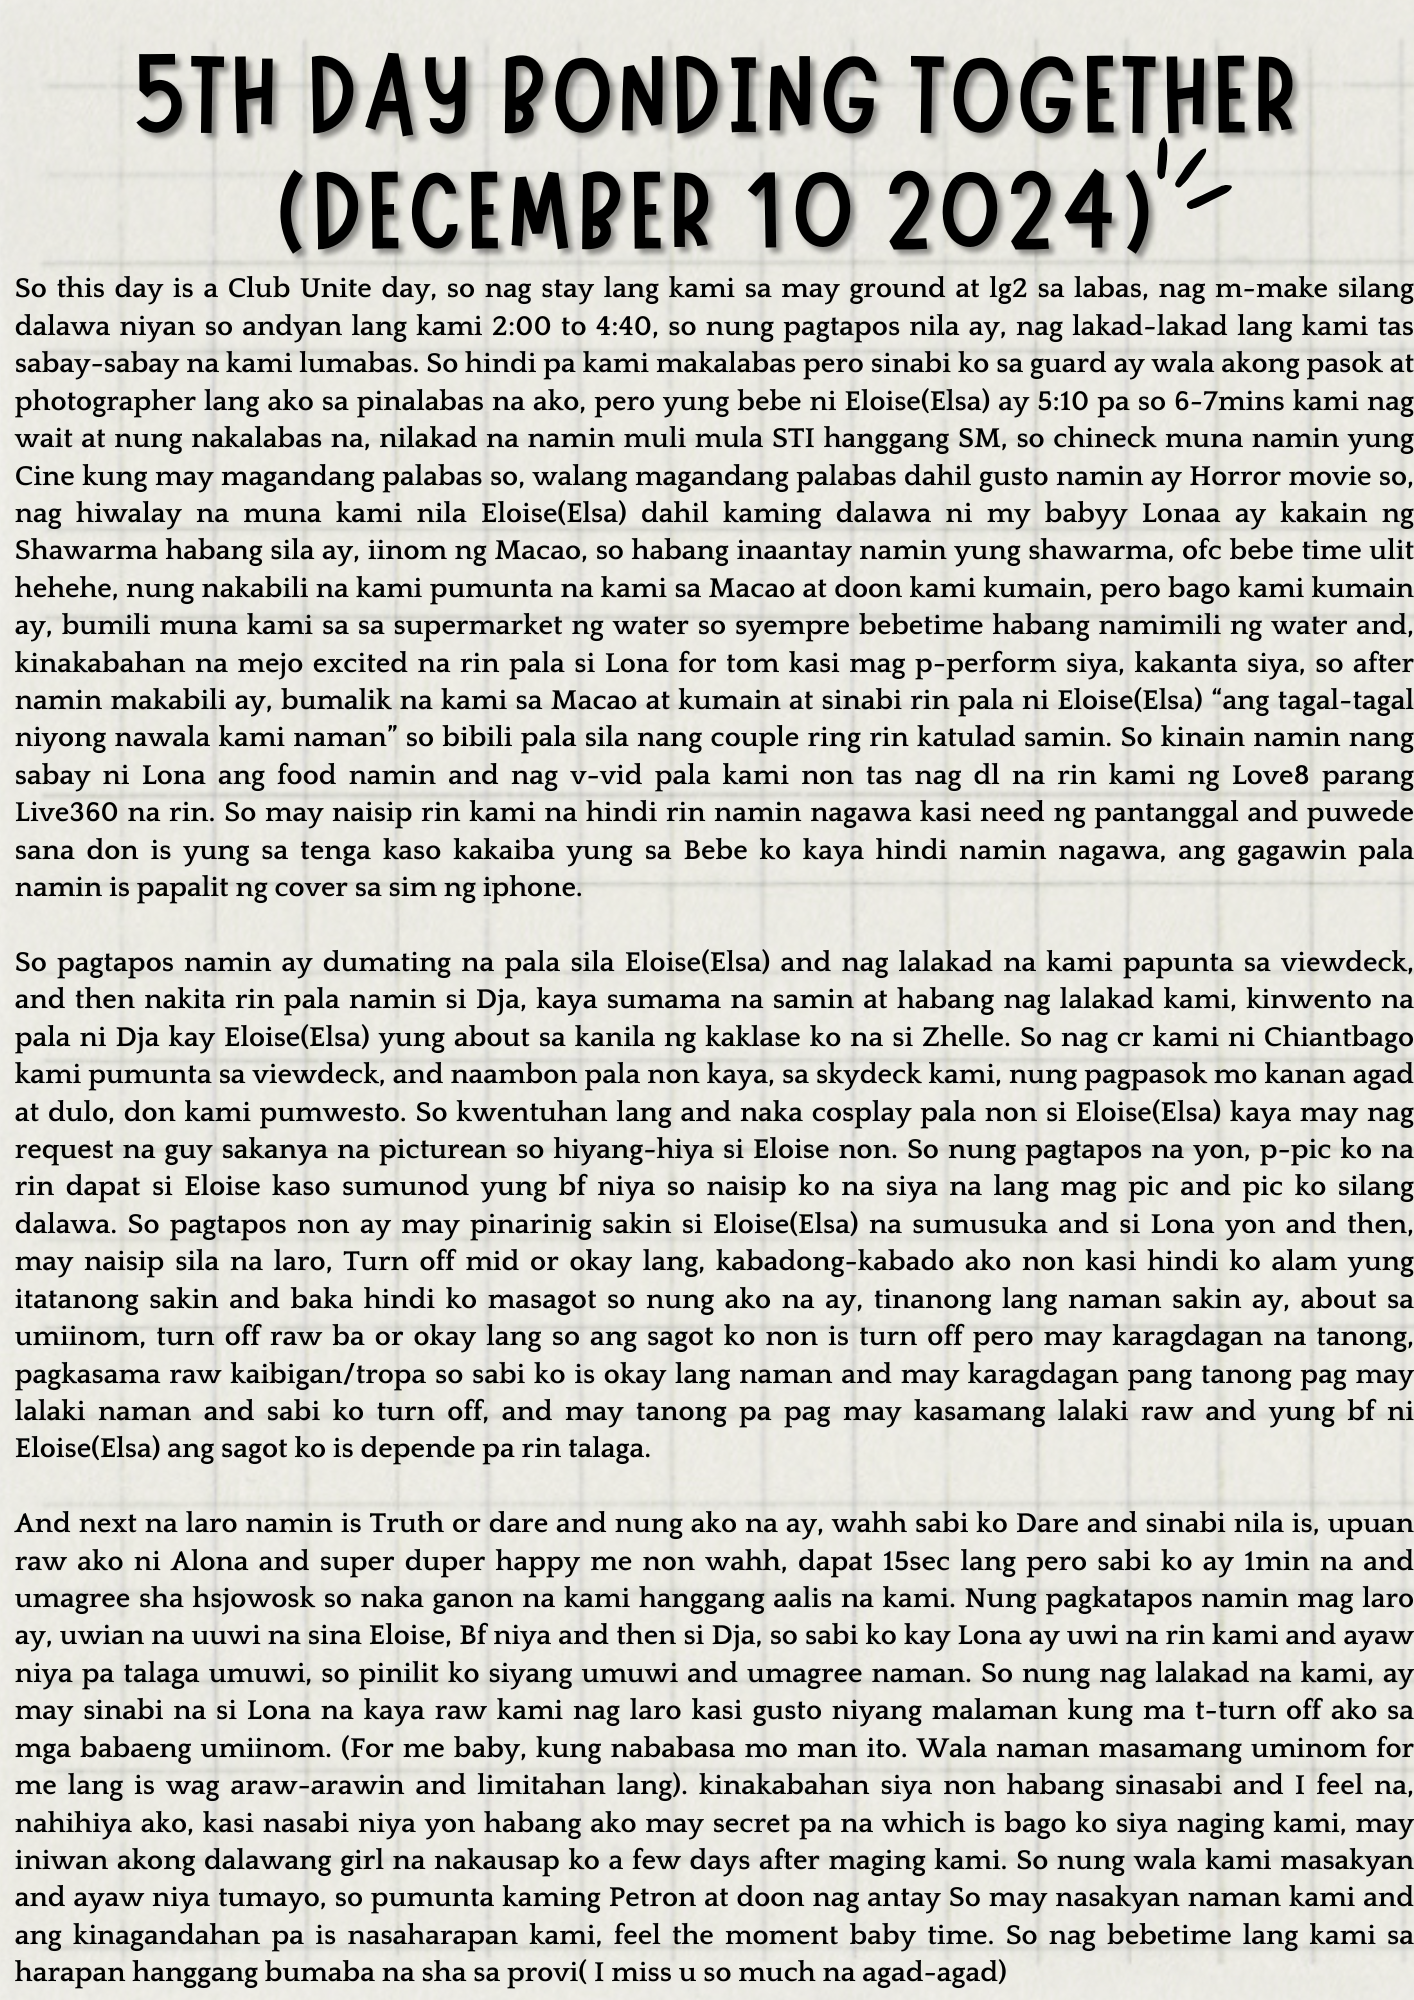 5TH DAY BONDING TOGETHER
(DECEMBER 10 2024)
So this day is a Club Unite day, so nag stay lang kami sa may ground at lg2 sa labas, nag m-make silang
dalawa niyan so andyan lang kami 2:00 to 4:40, so nung pagtapos nila ay, nag lakad-lakad lang kami tas
sabay-sabay na kami lumabas. So hindi pa kami makalabas pero sinabi ko sa guard ay wala akong pasok at
photographer lang ako sa pinalabas na ako, pero yung bebe ni Eloise(Elsa) ay 5:10 pa so 6-7mins kami nag
wait at nung nakalabas na, nilakad na namin muli mula STI hanggang SM, so chineck muna namin yung
Cine kung may magandang palabas so, walang magandang palabas dahil gusto namin ay Horror movie so,
nag hiwalay na muna kami nila Eloise(Elsa) dahil kaming dalawa ni my babyy Lonaa ay kakain ng
Shawarma habang sila ay, iinom ng Macao, so habang inaantay namin yung shawarma, ofc bebe time ulit
hehehe, nung nakabili na kami pumunta na kami sa Macao at doon kami kumain, pero bago kami kumain
ay, bumili muna kami sa sa supermarket ng water so syempre bebetime habang namimili ng water and,
kinakabahan na mejo excited na rin pala si Lona for tom kasi mag p-perform siya, kakanta siya, so after
namin makabili ay, bumalik na kami sa Macao at kumain at sinabi rin pala ni Eloise(Elsa) “ang tagal-tagal
niyong nawala kami naman” so bibili pala sila nang couple ring rin katulad samin. So kinain namin nang
sabay ni Lona ang food namin and nag v-vid pala kami non tas nag dl na rin kami ng Love8 parang
Live360 na rin. So may naisip rin kami na hindi rin namin nagawa kasi need ng pantanggal and puwede
sana don is yung sa tenga kaso kakaiba yung sa Bebe ko kaya hindi namin nagawa, ang gagawin pala
namin is papalit ng cover sa sim ng iphone.
So pagtapos namin ay dumating na pala sila Eloise(Elsa) and nag lalakad na kami papunta sa viewdeck,
and then nakita rin pala namin si Dja, kaya sumama na samin at habang nag lalakad kami, kinwento na
pala ni Dja kay Eloise(Elsa) yung about sa kanila ng kaklase ko na si Zhelle. So nag cr kami ni Chiantbago
kami pumunta sa viewdeck, and naambon pala non kaya, sa skydeck kami, nung pagpasok mo kanan agad
at dulo, don kami pumwesto. So kwentuhan lang and naka cosplay pala non si Eloise(Elsa) kaya may nag
request na guy sakanya na picturean so hiyang-hiya si Eloise non. So nung pagtapos na yon, p-pic ko na
rin dapat si Eloise kaso sumunod yung bf niya so naisip ko na siya na lang mag pic and pic ko silang
dalawa. So pagtapos non ay may pinarinig sakin si Eloise(Elsa) na sumusuka and si Lona yon and then,
may naisip sila na laro, Turn off mid or okay lang, kabadong-kabado ako non kasi hindi ko alam yung
itatanong sakin and baka hindi ko masagot so nung ako na ay, tinanong lang naman sakin ay, about sa
umiinom, turn off raw ba or okay lang so ang sagot ko non is turn off pero may karagdagan na tanong,
pagkasama raw kaibigan/tropa so sabi ko is okay lang naman and may karagdagan pang tanong pag may
lalaki naman and sabi ko turn off, and may tanong pa pag may kasamang lalaki raw and yung bf ni
Eloise(Elsa) ang sagot ko is depende pa rin talaga.
And next na laro namin is Truth or dare and nung ako na ay, wahh sabi ko Dare and sinabi nila is, upuan
raw ako ni Alona and super duper happy me non wahh, dapat 15sec lang pero sabi ko ay 1min na and
umagree sha hsjowosk so naka ganon na kami hanggang aalis na kami. Nung pagkatapos namin mag laro
ay, uwian na uuwi na sina Eloise, Bf niya and then si Dja, so sabi ko kay Lona ay uwi na rin kami and ayaw
niya pa talaga umuwi, so pinilit ko siyang umuwi and umagree naman. So nung nag lalakad na kami, ay
may sinabi na si Lona na kaya raw kami nag laro kasi gusto niyang malaman kung ma t-turn off ako sa
mga babaeng umiinom. (For me baby, kung nababasa mo man ito. Wala naman masamang uminom for
me lang is wag araw-arawin and limitahan lang). kinakabahan siya non habang sinasabi and I feel na,
nahihiya ako, kasi nasabi niya yon habang ako may secret pa na which is bago ko siya naging kami, may
iniwan akong dalawang girl na nakausap ko a few days after maging kami. So nung wala kami masakyan
and ayaw niya tumayo, so pumunta kaming Petron at doon nag antay So may nasakyan naman kami and
ang kinagandahan pa is nasaharapan kami, feel the moment baby time. So nag bebetime lang kami sa
harapan hanggang bumaba na sha sa provi( I miss u so much na agad-agad)